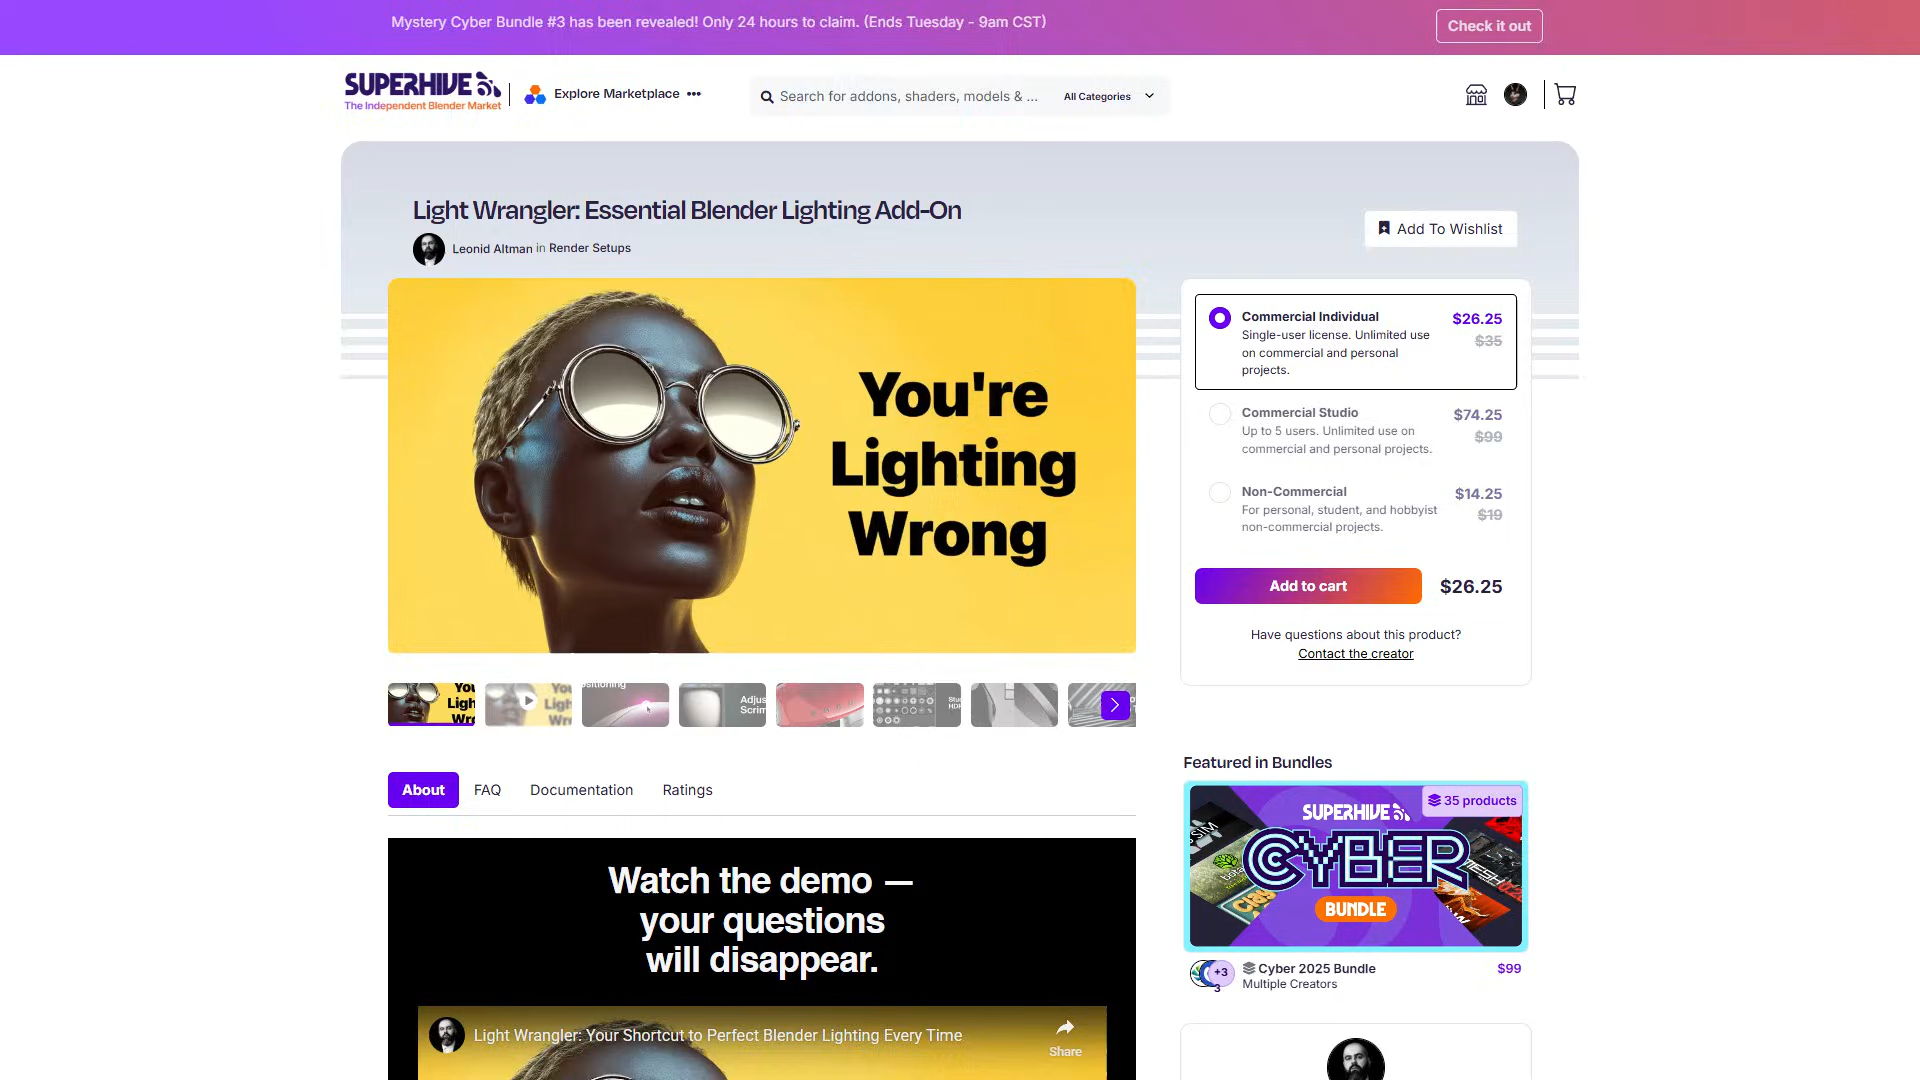 Mystery Cyber Bundle #3 has been revealed! Only 24 hours to claim. (Ends Tuesday - 9am CST)
Check it out
SUPERHIVE
The Independent Blender Market
Explore Marketplace •••
Search for addons, shaders, models & ...
All Categories
Light Wrangler: Essential Blender Lighting Add-On
Leonid Altman in Render Setups
Add To Wishlist
You're
Lighting
Wrong
Commercial Individual
$26.25
Single-user license. Unlimited use
$35
on commercial and personal
projects.
Commercial Studio
$74.25
Up to 5 users. Unlimited use on
$99
commercial and personal projects.
Non-Commercial
$14.25
For personal, student, and hobbyist
$19
non-commercial projects.
Add to cart
$26.25
Have questions about this product?
Contact the creator
About
FAQ
Documentation
Ratings
Featured in Bundles
35 products
SUPERHIVE
CYBER
BUNDLE
+3
3
Cyber 2025 Bundle
$99
Multiple Creators
Watch the demo —
your questions
will disappear.
Light Wrangler: Your Shortcut to Perfect Blender Lighting Every Time
Share